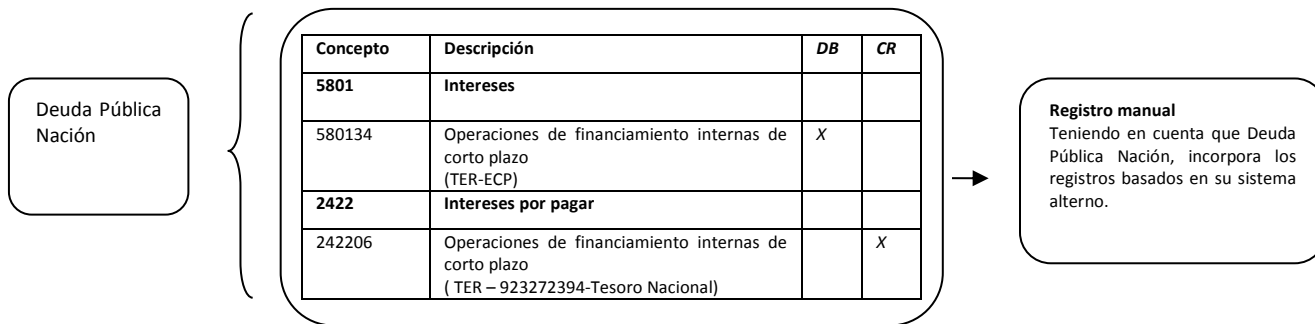 Deuda Pública
Nación
Concepto Descripción DB CR
5801 Intereses
580134 Operaciones de financiamiento internas de X
corto plazo
(TER-ECP)
2422 Intereses por pagar
242206 Operaciones de financiamiento internas de X
corto plazo
( TER – 923272394-Tesoro Nacional)
Registro manual
Teniendo en cuenta que Deuda
Pública Nación, incorpora los
registros basados en su sistema
alterno.